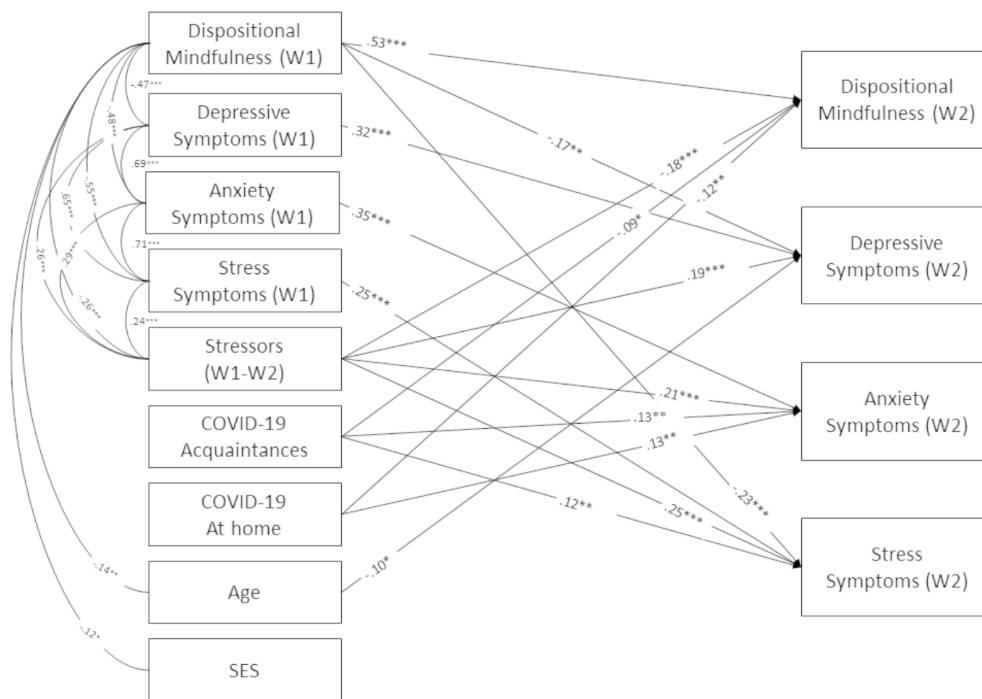 Dispositional
Mindfulness (W1)
Depressive
Symptoms (W1)
Anxiety
Symptoms (W1)
Stress
Symptoms (W1)
Stressors
(W1-W2)
COVID-19
Acquaintances
COVID-19
At home
Age
SES
-.47***
-.48***
.69***
-.55***
.65***
.71***
.29***
.26***
-.26***
.24***
-.14**
-.12*
.53***
.32***
-.17**
-.18***
-.12**
-.09*
.35***
.19***
.25***
.21***
.13**
.13**
-.23***
.25***
.12**
-.10*
Dispositional
Mindfulness (W2)
Depressive
Symptoms (W2)
Anxiety
Symptoms (W2)
Stress
Symptoms (W2)